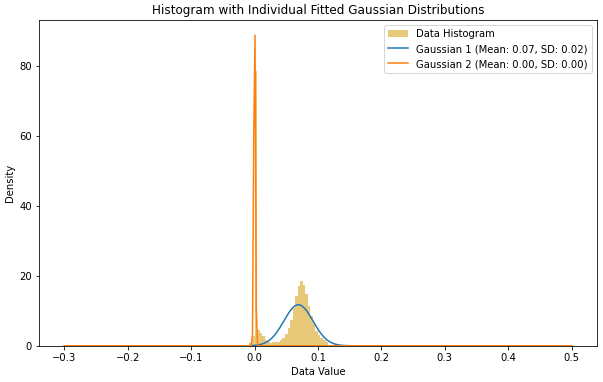 Histogram with Individual Fitted Gaussian Distributions
Data Histogram
Gaussian 1 (Mean: 0.07, SD: 0.02)
Gaussian 2 (Mean: 0.00, SD: 0.00)
80
60
40
20
0
Density
−0.3 −0.2 −0.1 0.0 0.1 0.2 0.3 0.4 0.5
Data Value